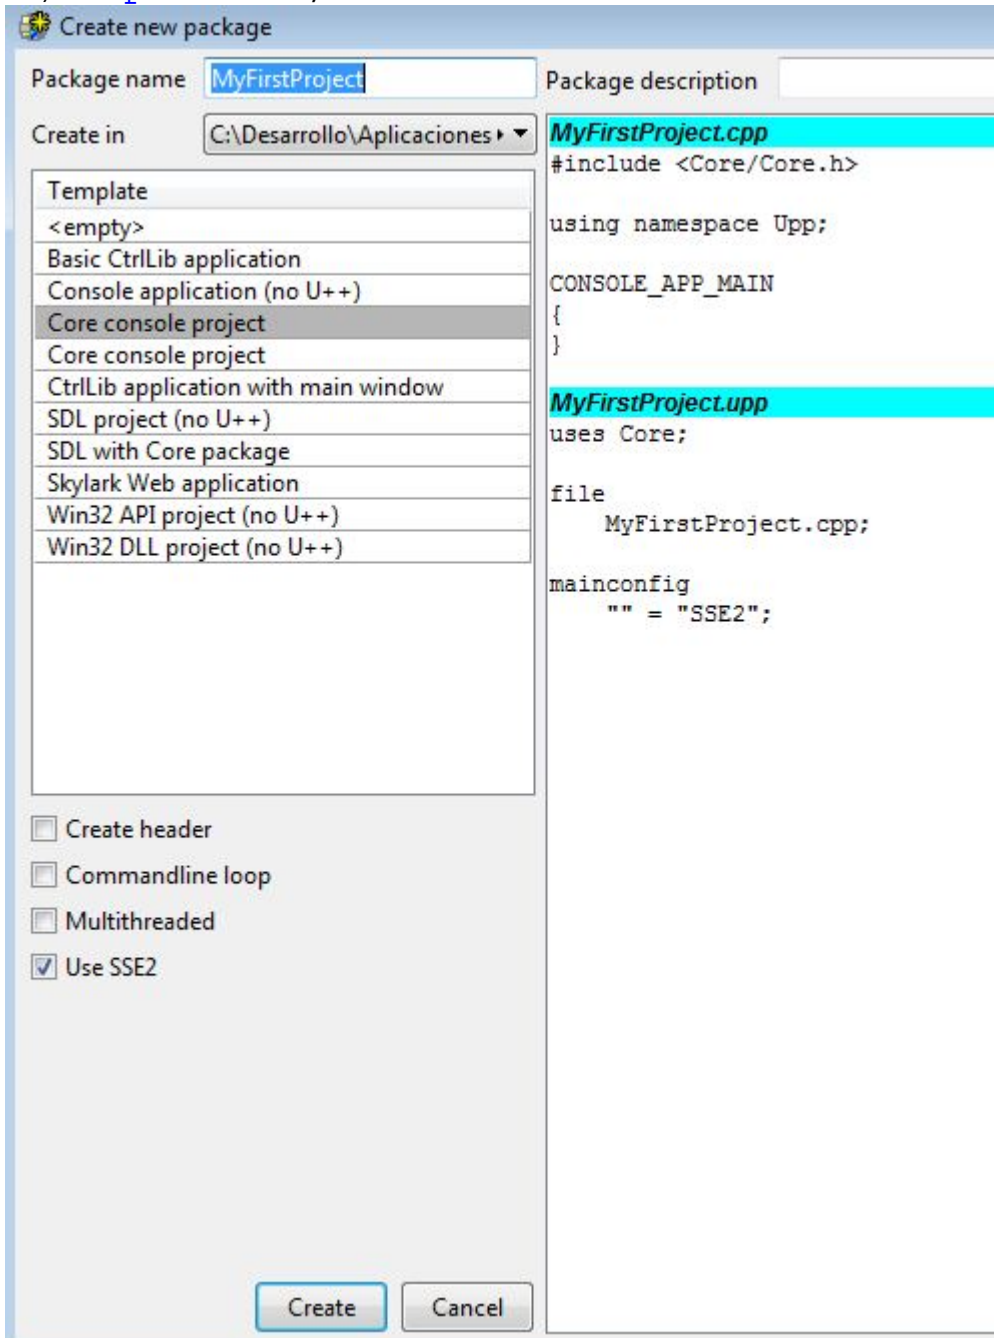 Create new package
Package name MyFirstProject Package description
Create in C:\Desarrollo\Aplicaciones
Template
<empty>
Basic CtrlLib application
Console application (no U++)
Core console project
Core console project
CtrlLib application with main window
SDL project (no U++)
SDL with Core package
Skylark Web application
Win32 API project (no U++)
Win32 DLL project (no U++)
Create header
Commandline loop
Multithreaded
Use SSE2
Create Cancel
MyFirstProject.cpp
#include <Core/Core.h>
using namespace Upp;
CONSOLE_APP_MAIN
{
}
MyFirstProject.upp
uses Core;
file
MyFirstProject.cpp;
mainconfig
"" = "SSE2";